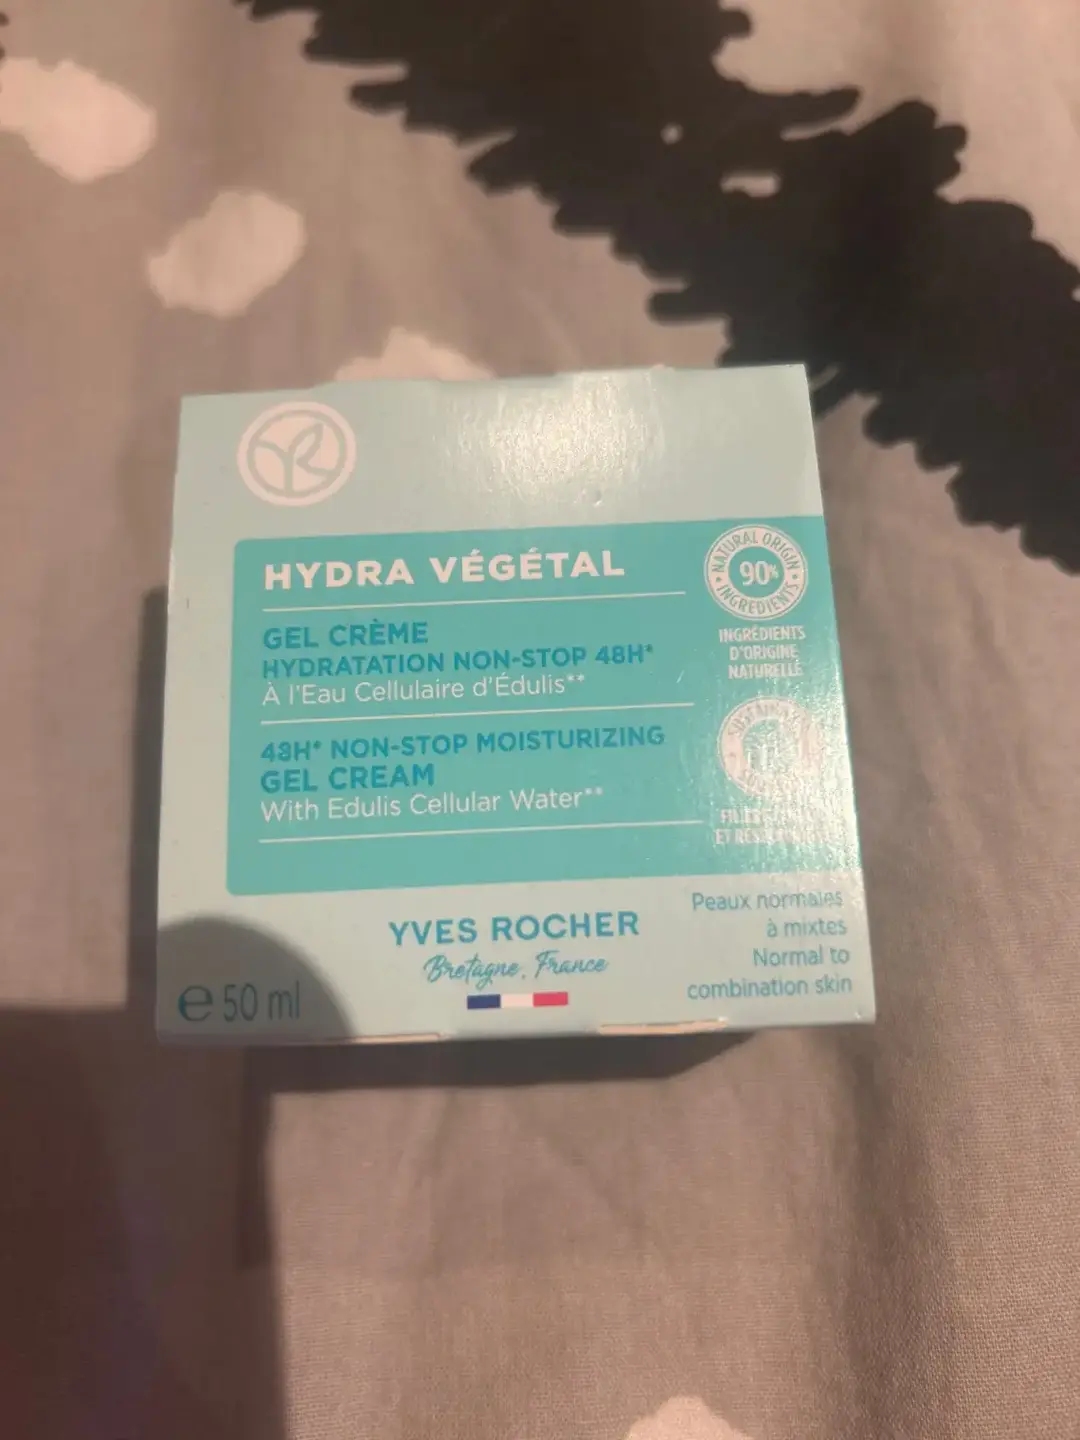 HYDRA VÉGÉTAL
GEL CRÈME
HYDRATATION NON-STOP 48H*
À l'Eau Cellulaire d'Édulis**
48H* NON-STOP MOISTURIZING
GEL CREAM
With Edulis Cellular Water**
NATURAL ORIGIN
90%
INGREDIENTS
INGRÉDIENTS
D'ORIGINE
NATURELLE
YVES ROCHER
Bretagne, France
Peaux normales
à mixtes
Normal to
combination skin
e 50 ml